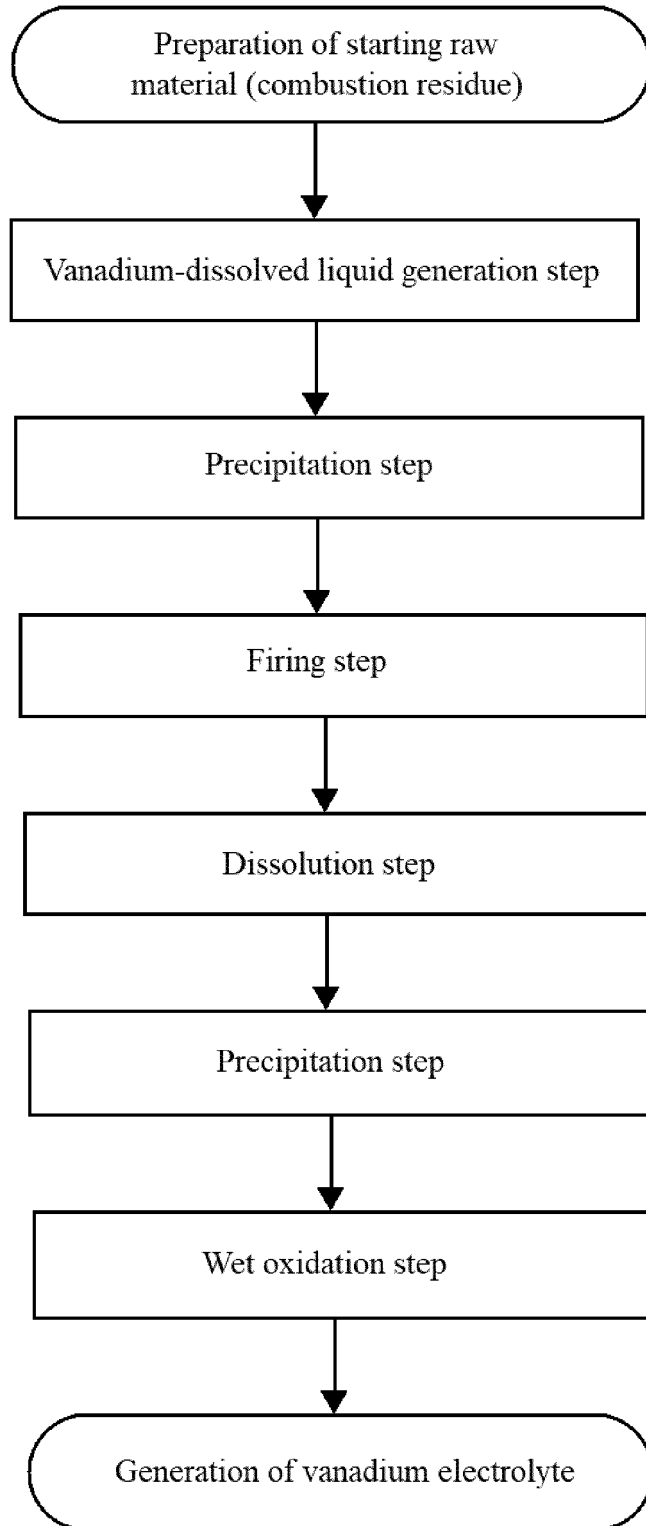 Preparation of starting raw
material (combustion residue)
Vanadium-dissolved liquid generation step
Precipitation step
Firing step
Dissolution step
Precipitation step
Wet oxidation step
Generation of vanadium electrolyte